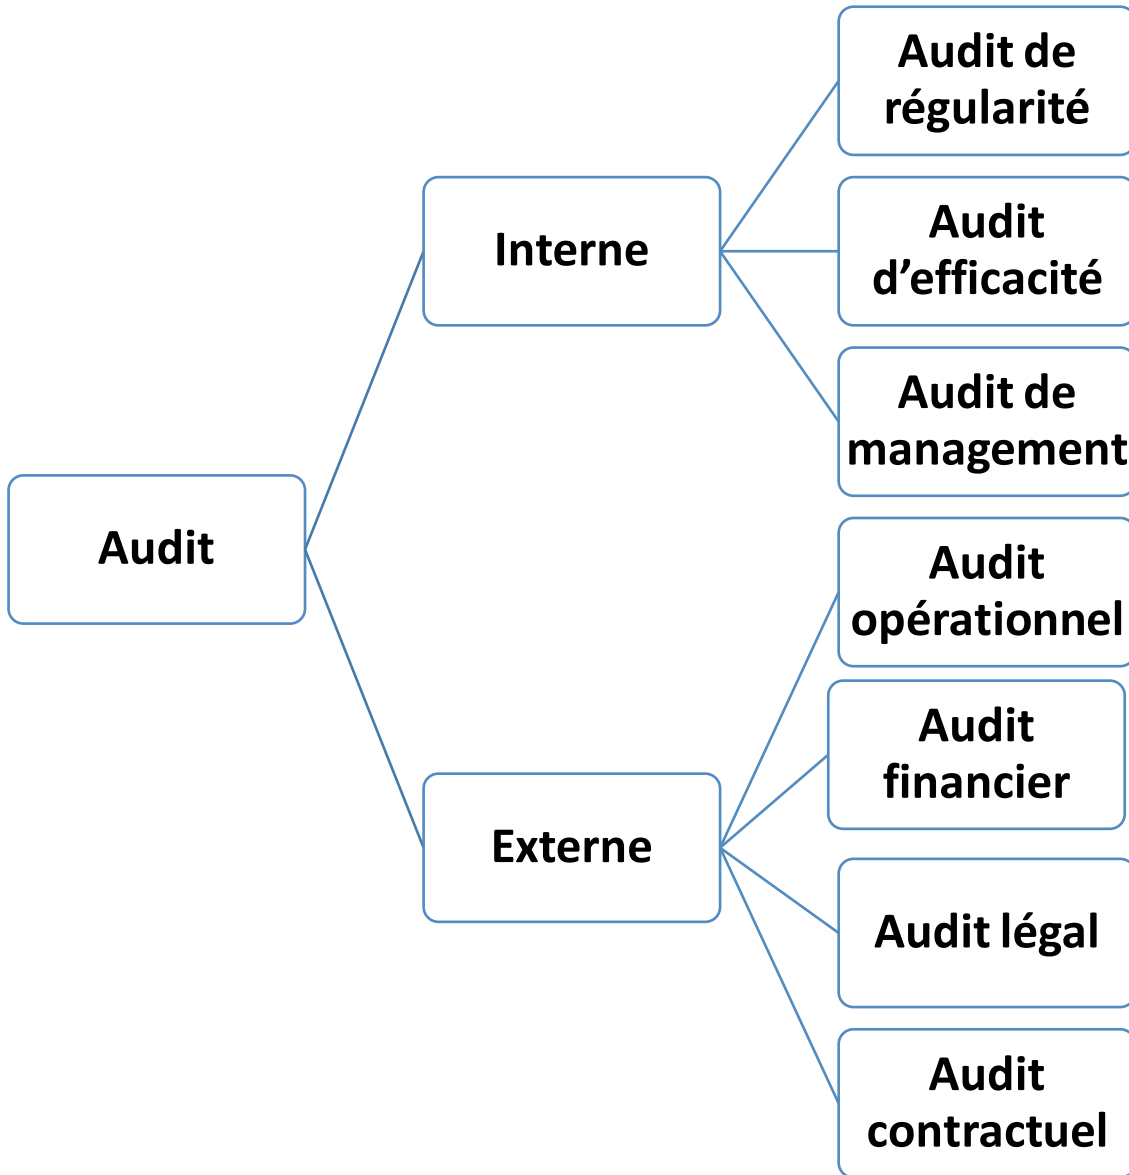 Audit
Interne
Audit de
régularité
Audit
d’efficacité
Audit de
management
Externe
Audit
opérationnel
Audit
financier
Audit légal
Audit
contractuel